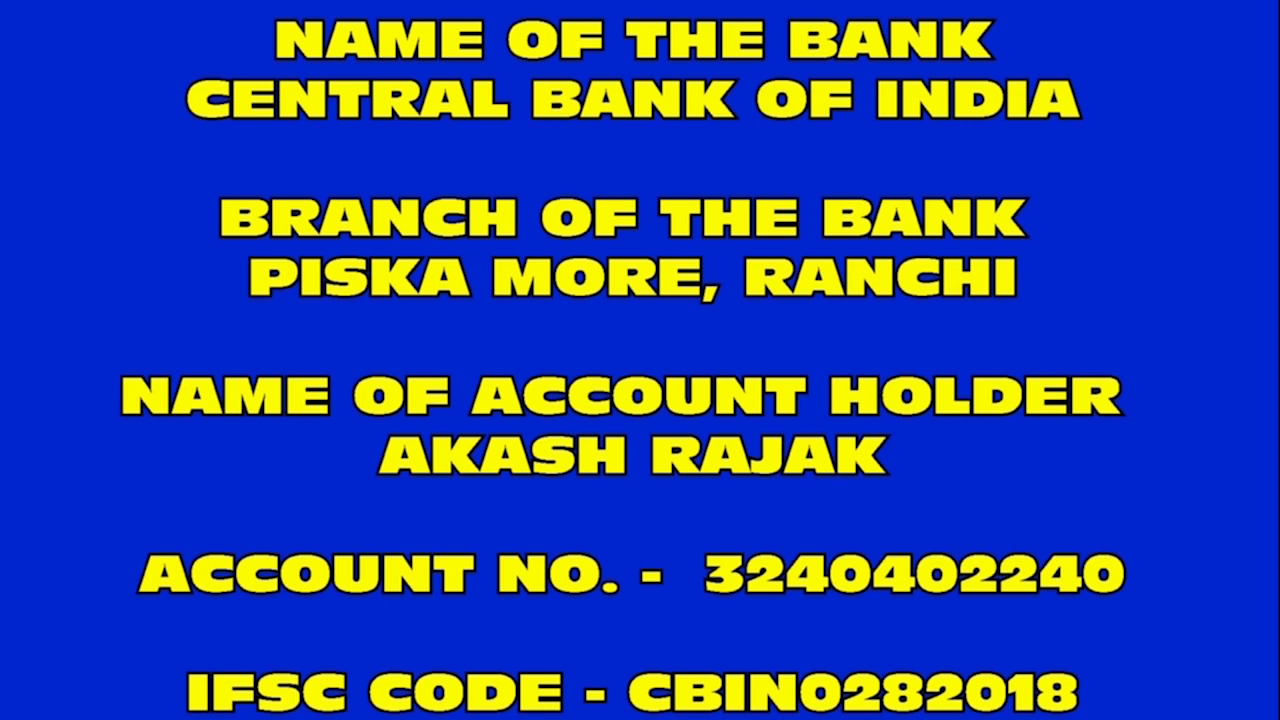 NAME OF THE BANK
CENTRAL BANK OF INDIA
BRANCH OF THE BANK
PISKA MORE, RANCHI
NAME OF ACCOUNT HOLDER
AKASH RAJAK
ACCOUNT NO. - 3240402240
IFSC CODE - CBIN0282018